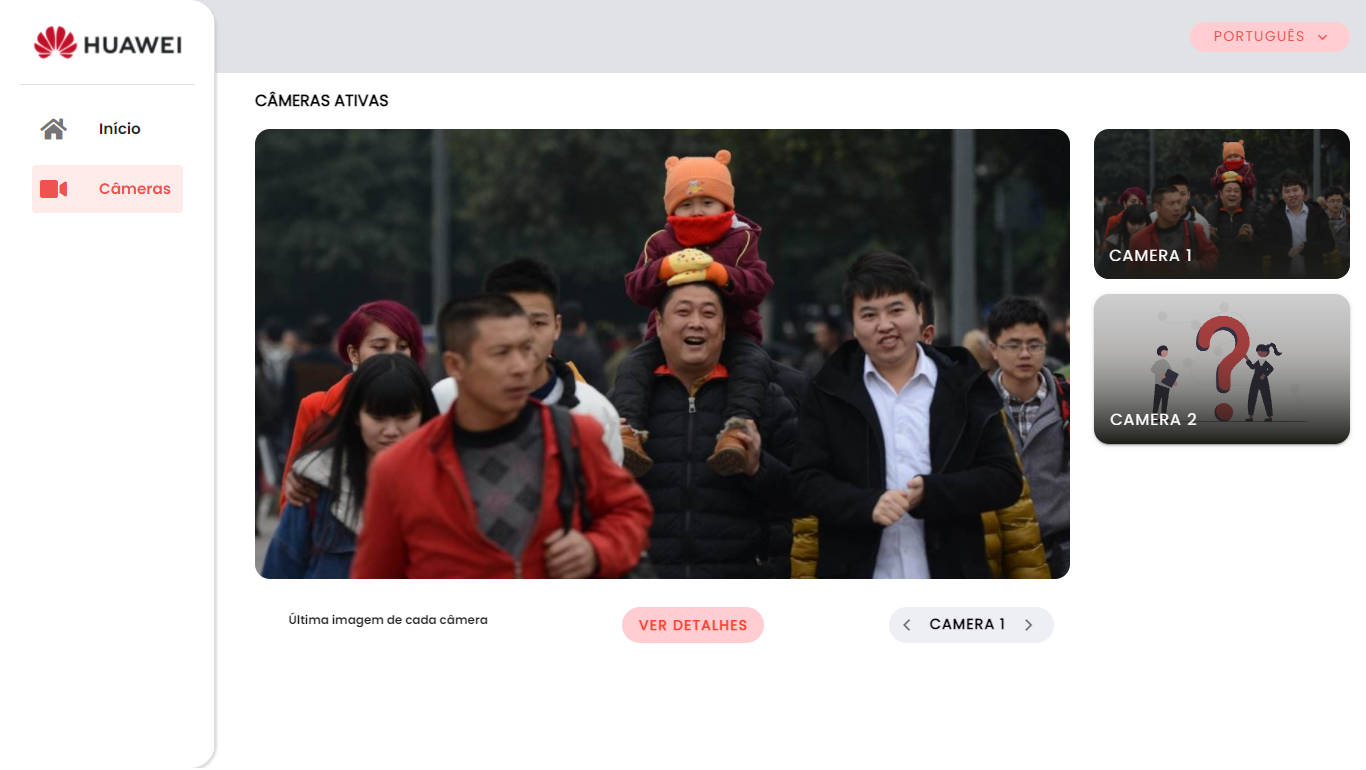 HUAWEI
PORTUGUÊS
Início
Câmeras
CÂMERAS ATIVAS
CAMERA 1
CAMERA 2
Última imagem de cada câmera
VER DETALHES
CAMERA 1